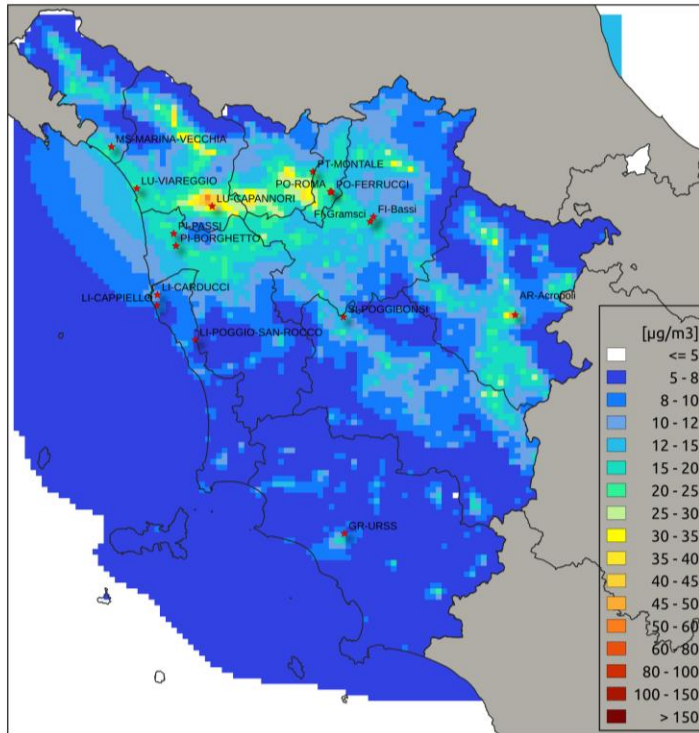 MS-MARINA-VECCHIA
PT-MONTALE
LU-VIAREGGIO
PO-ROMA
PO-FERRUCCI
LU-CAPANNORI
FI-Gramsci
FI-Bassi
PI-PASSI
PI-BORGHETTO
LI-CARDUCCI
LI-CAPPIELLO
AR-Acropoli
SI-POGGIBONSI
LI-POGGIO-SAN-ROCCO
GR-URSS
[µg/m3]
<= 5
5 - 8
8 - 10
10 - 12
12 - 15
15 - 20
20 - 25
25 - 30
30 - 35
35 - 40
40 - 45
45 - 50
50 - 60
60 - 80
80 - 100
100 - 150
> 150